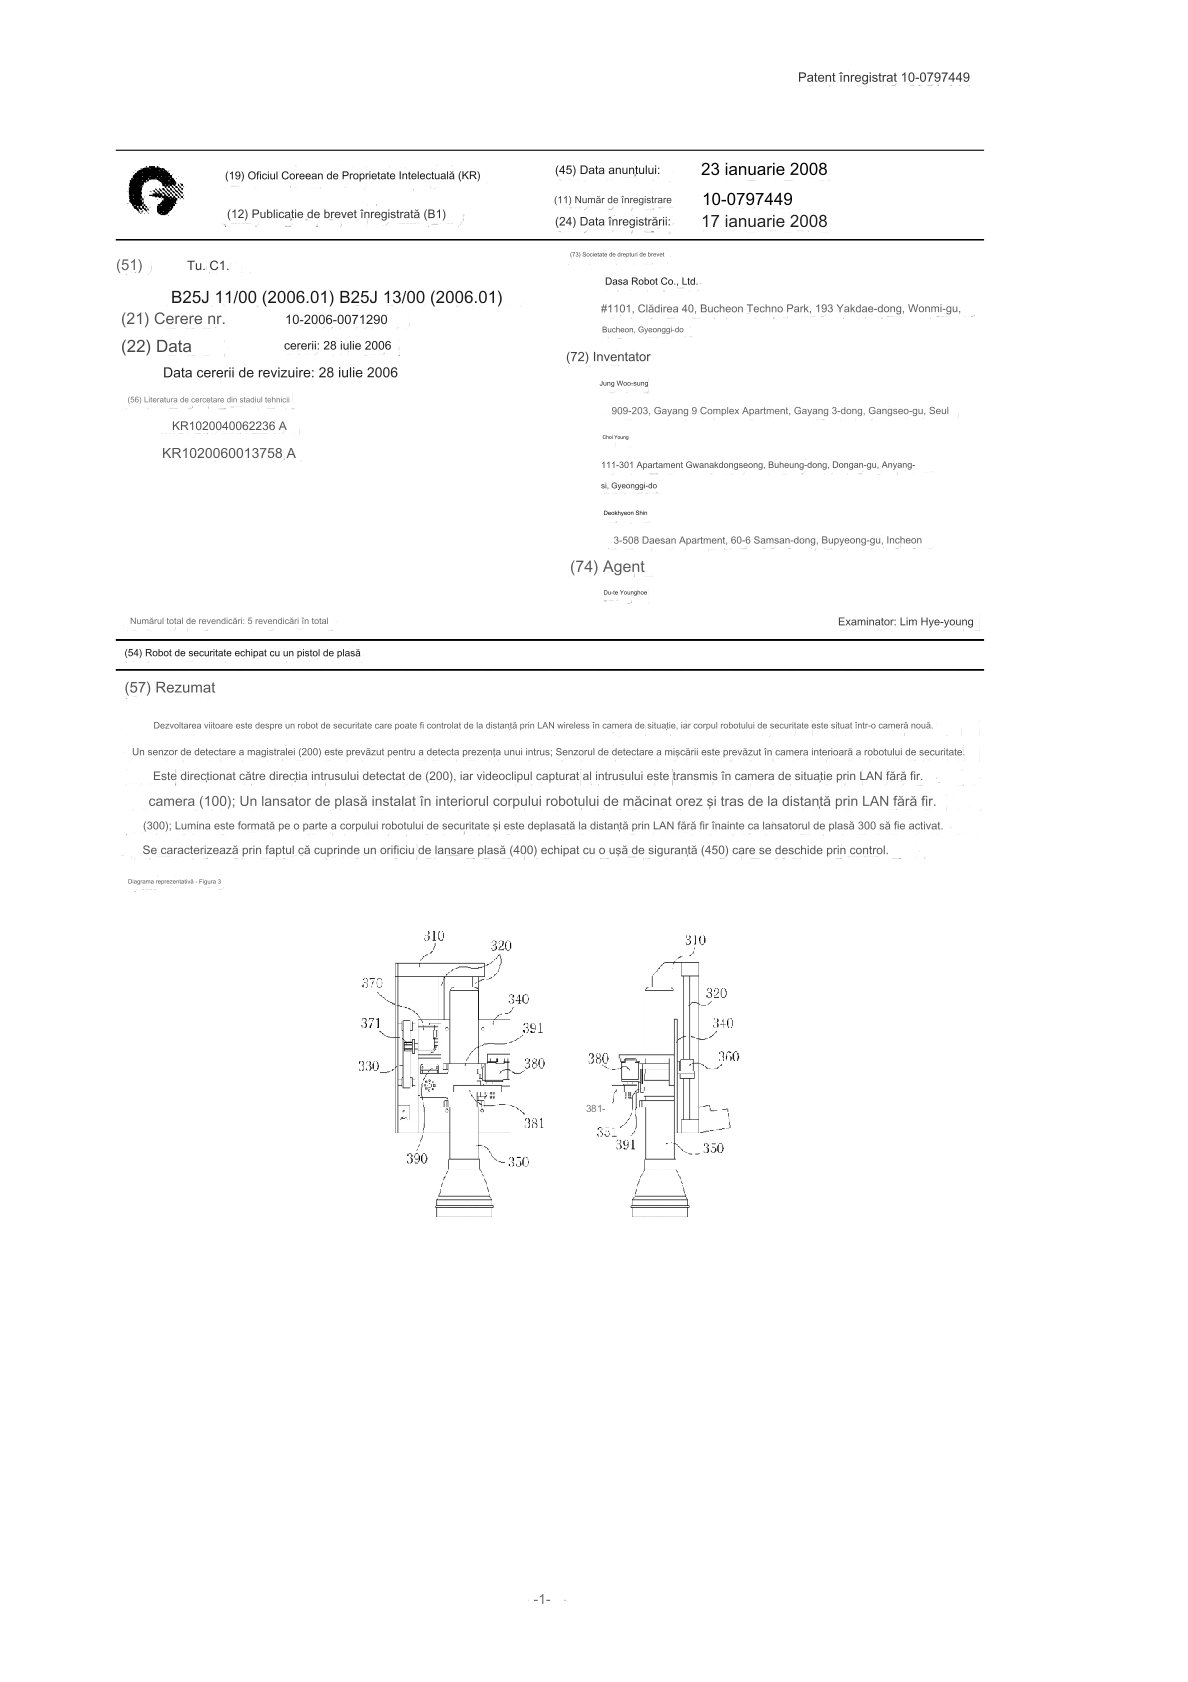 Patent înregistrat 10-0797449
(19) Oficiul Coreean de Proprietate Intelectuală (KR)
(12) Publicație de brevet înregistrată (B1)
(45) Data anunțului: 23 ianuarie 2008
(11) Număr de înregistrare 10-0797449
(24) Data înregistrării: 17 ianuarie 2008
(51) Tu. C1.
B25J 11/00 (2006.01) B25J 13/00 (2006.01)
(21) Cerere nr. 10-2006-0071290
(22) Data cererii: 28 iulie 2006
Data cererii de revizuire: 28 iulie 2006
(56) Literatura de cercetare din stadiul tehnicii
KR1020040062236 A
KR1020060013758 A
(73) Societate de drepturi de brevet
Dasa Robot Co., Ltd.
#1101, Clădirea 40, Bucheon Techno Park, 193 Yakdae-dong, Wonmi-gu,
Bucheon, Gyeonggi-do
(72) Inventator
Jung Woo-sung
909-203, Gayang 9 Complex Apartment, Gayang 3-dong, Gangseo-gu, Seul
Choi Young
111-301 Apartament Gwanakdongseong, Buheung-dong, Dongan-gu, Anyang-
si, Gyeonggi-do
Deokhyeon Shin
3-508 Daesan Apartment, 60-6 Samsan-dong, Bupyeong-gu, Incheon
(74) Agent
Du-te Younghoe
Numărul total de revendicări: 5 revendicări în total
Examinator: Lim Hye-young
(54) Robot de securitate echipat cu un pistol de plasă
(57) Rezumat
Dezvoltarea viitoare este despre un robot de securitate care poate fi controlat de la distanță prin LAN wireless în camera de situație, iar corpul robotului de securitate este situat într-o cameră nouă.
Un senzor de detectare a magistralei (200) este prevăzut pentru a detecta prezența unui intrus; Senzorul de detectare a mișcării este prevăzut în camera interioară a robotului de securitate.
Este direcționat către direcția intrusului detectat de (200), iar videoclipul capturat al intrusului este transmis în camera de situație prin LAN fără fir.
camera (100); Un lansator de plasă instalat în interiorul corpului robotului de măcinat orez și tras de la distanță prin LAN fără fir.
(300); Lumina este formată pe o parte a corpului robotului de securitate și este deplasată la distanță prin LAN fără fir înainte ca lansatorul de plasă 300 să fie activat.
Se caracterizează prin faptul că cuprinde un orificiu de lansare plasă (400) echipat cu o ușă de siguranță (450) care se deschide prin control.
Diagrama reprezentativă - Figura 3
310
320
370
340
371
391
330
380
381
390
350
310
320
340
380
360
381-
351
391
350
-1-